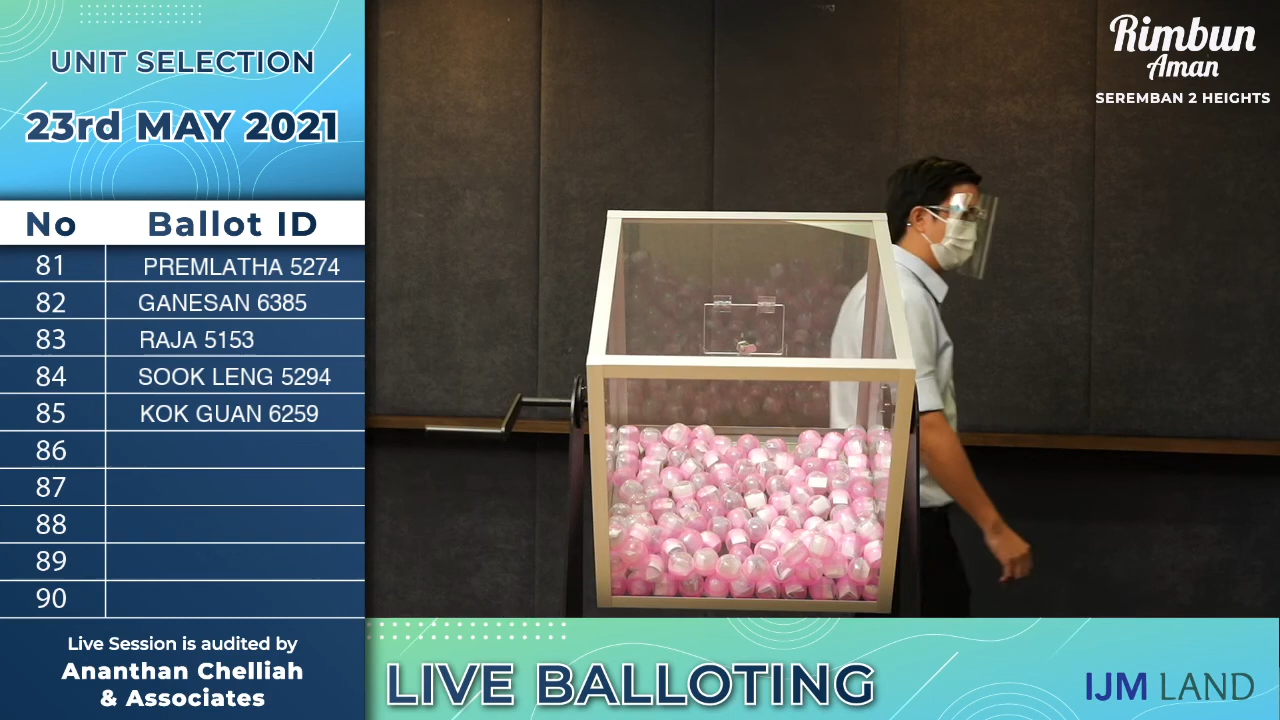 UNIT SELECTION
23rd MAY 2021
No Ballot ID
81 PREMLATHA 5274
82 GANESAN 6385
83 RAJA 5153
84 SOOK LENG 5294
85 KOK GUAN 6259
86
87
88
89
90
Live Session is audited by
Ananthan Chelliah
& Associates
Rimbun
Aman
SEREMBAN 2 HEIGHTS
LIVE BALLOTING
IJM LAND